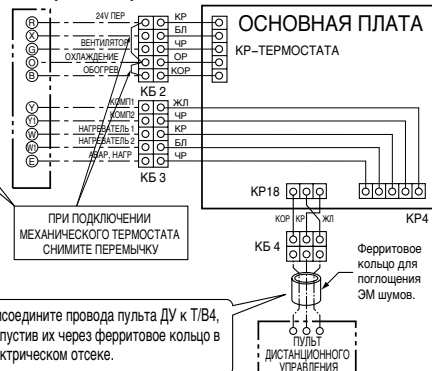 24V ПЕР
КР
R
X
БЛ
ВЕНТИЛЯТОР
ЧР
G
ОХЛАЖДЕНИЕ
ОР
O
ОБОГРЕВ
КОР
B
КБ 2
ОСНОВНАЯ ПЛАТА
КР–ТЕРМОСТАТА
КОМП1
ЖЛ
Y
КОМП2
ЧР
Y1
НАГРЕВАТЕЛЬ 1
КР
W
НАГРЕВАТЕЛЬ 2
БЛ
W1
АВАР, НАГР
ЧР
E
КБ 3
КР18
КР4
КОР
КР
ЖЛ
КБ 4
ПРИ ПОДКЛЮЧЕНИИ
МЕХАНИЧЕСКОГО ТЕРМОСТАТА
СНИМИТЕ ПЕРЕМЫЧКУ
Ферритовое
кольцо для
поглощения
ЭМ шумов.
соедините провода пульта ДУ к Т/В4,
пустив их через ферритовое кольцо в
ктрическом отсеке.
ПУЛЬТ
ДИСТАНЦИОННОГО
УПРАВЛЕНИЯ